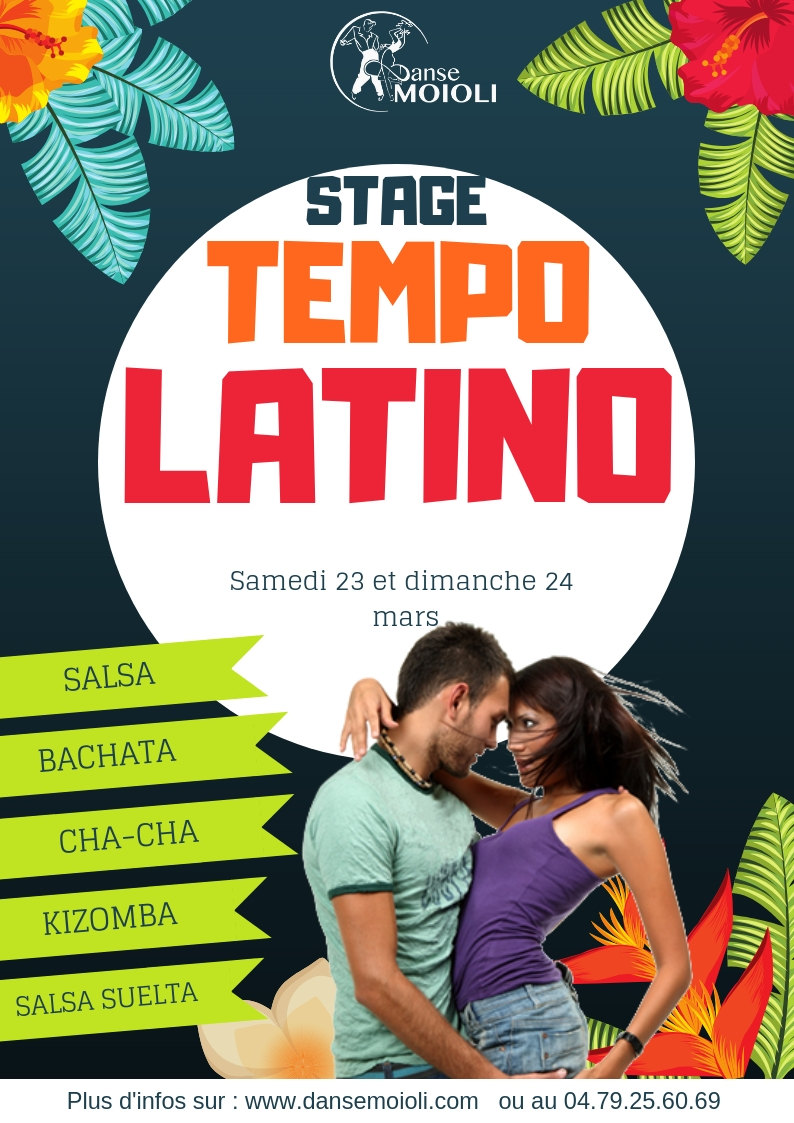 Danse
MOIOLI
STAGE
TEMPO
LATINO
Samedi 23 et dimanche 24
mars
SALSA
BACHATA
CHA-CHA
KIZOMBA
SALSA SUELTA
Plus d'infos sur : www.dansemoioli.com ou au 04.79.25.60.69